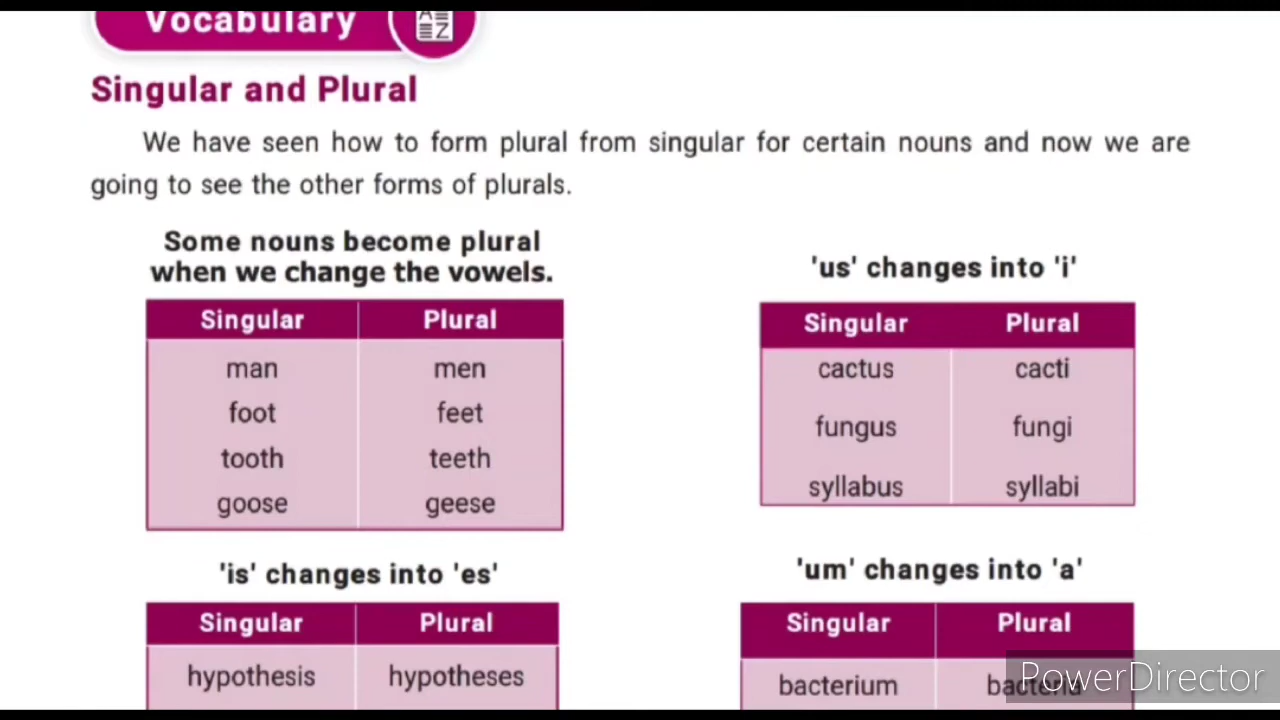 Vocabulary
A Z
Singular and Plural
We have seen how to form plural from singular for certain nouns and now we are
going to see the other forms of plurals.
Some nouns become plural
when we change the vowels.
Singular Plural
man men
foot feet
tooth teeth
goose geese
'us' changes into 'i'
Singular Plural
cactus cacti
fungus fungi
syllabus syllabi
'is' changes into 'es'
Singular Plural
hypothesis hypotheses
'um' changes into 'a'
Singular Plural
bacterium bacteria
PowerDirector